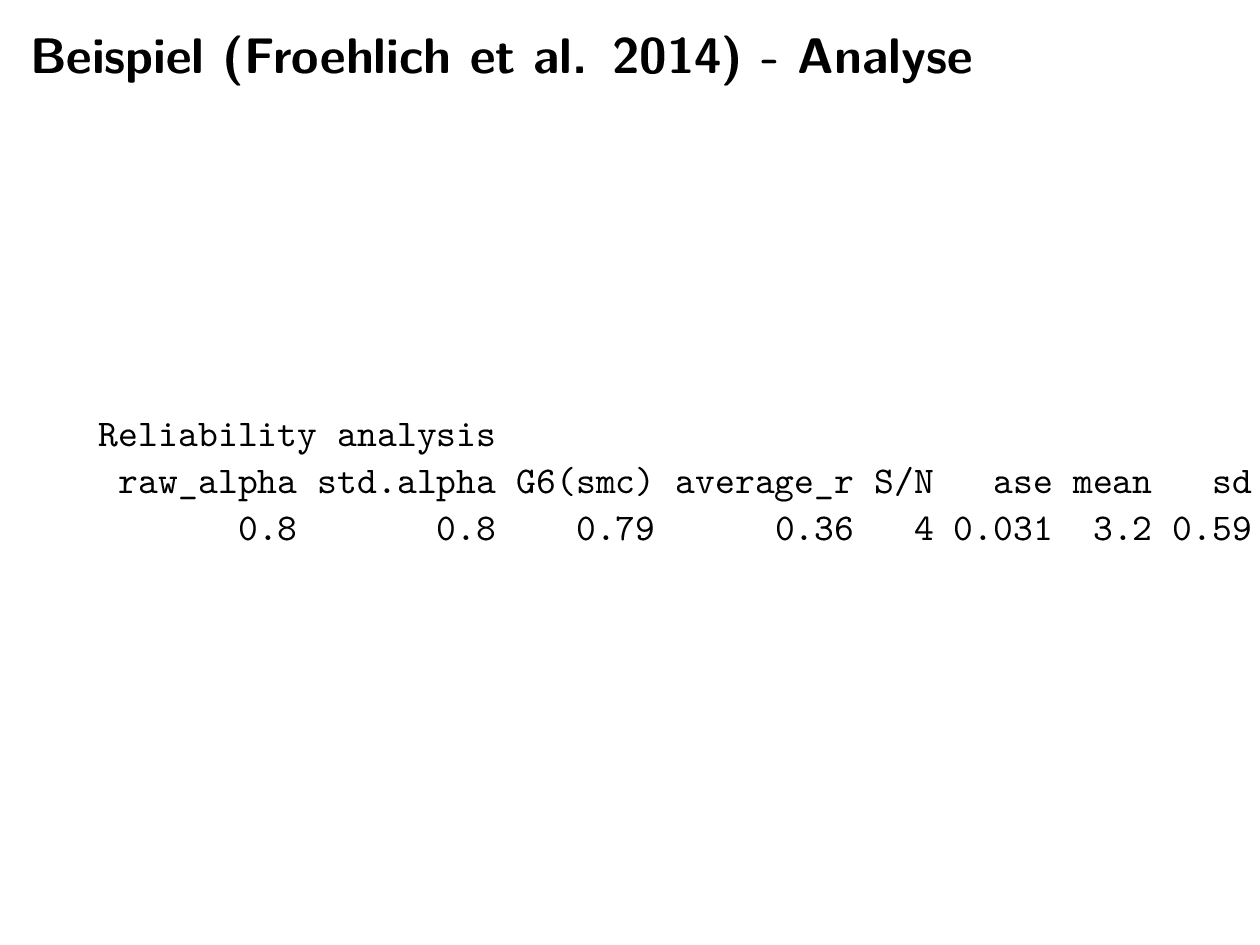 Beispiel (Froehlich et al. 2014) - Analyse
Reliability analysis
raw_alpha std.alpha G6(smc) average_r S/N ase mean sd
0.8 0.8 0.79 0.36 4 0.031 3.2 0.59